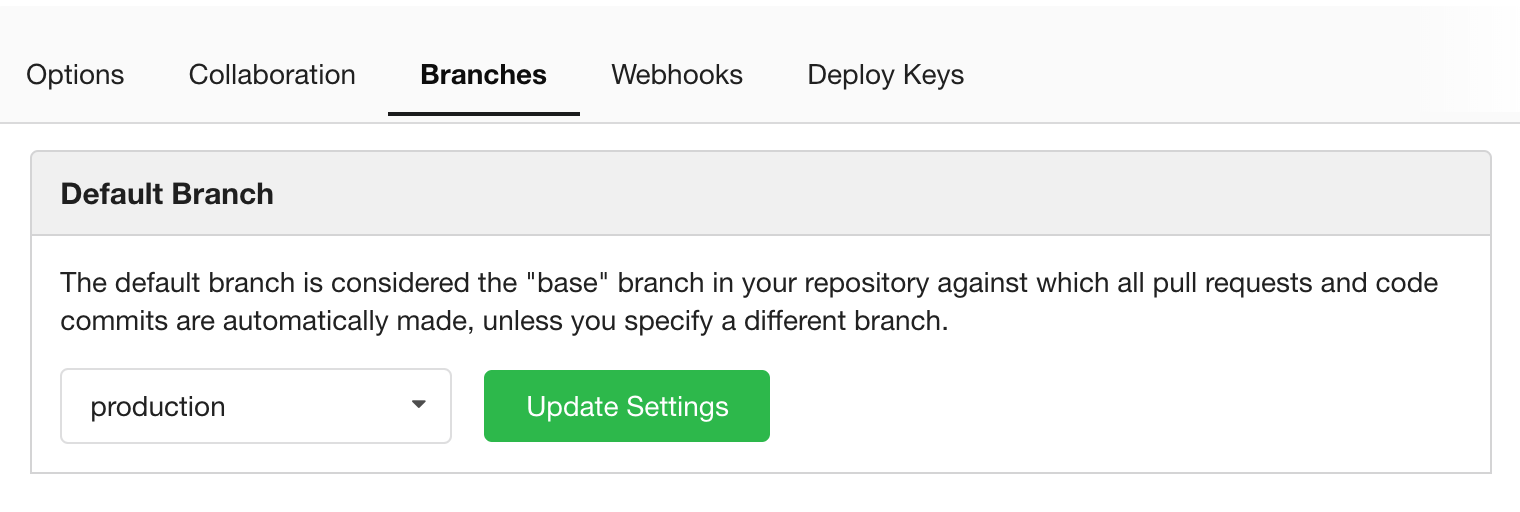 Options Collaboration Branches Webhooks Deploy Keys
Default Branch
The default branch is considered the "base" branch in your repository against which all pull requests and code
commits are automatically made, unless you specify a different branch.
production Update Settings